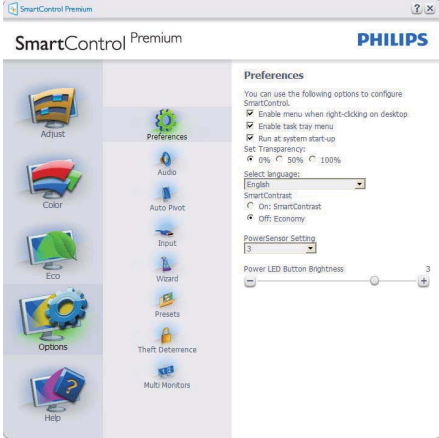 SmartControl Premium
SmartControl Premium
PHILIPS
Adjust
Color
Eco
Options
Help
Preferences
Audio
Auto Pivot
Input
Wizard
Presets
Theft Deterrence
Multi Monitors
Preferences
You can use the following options to configure
SmartControl.
Enable menu when right-clicking on desktop
Enable task tray menu
Run at system start-up
Set Transparency:
0% 50% 100%
Select language:
English
SmartContrast
On: SmartContrast
Off: Economy
PowerSensor Setting
3
Power LED Button Brightness 3